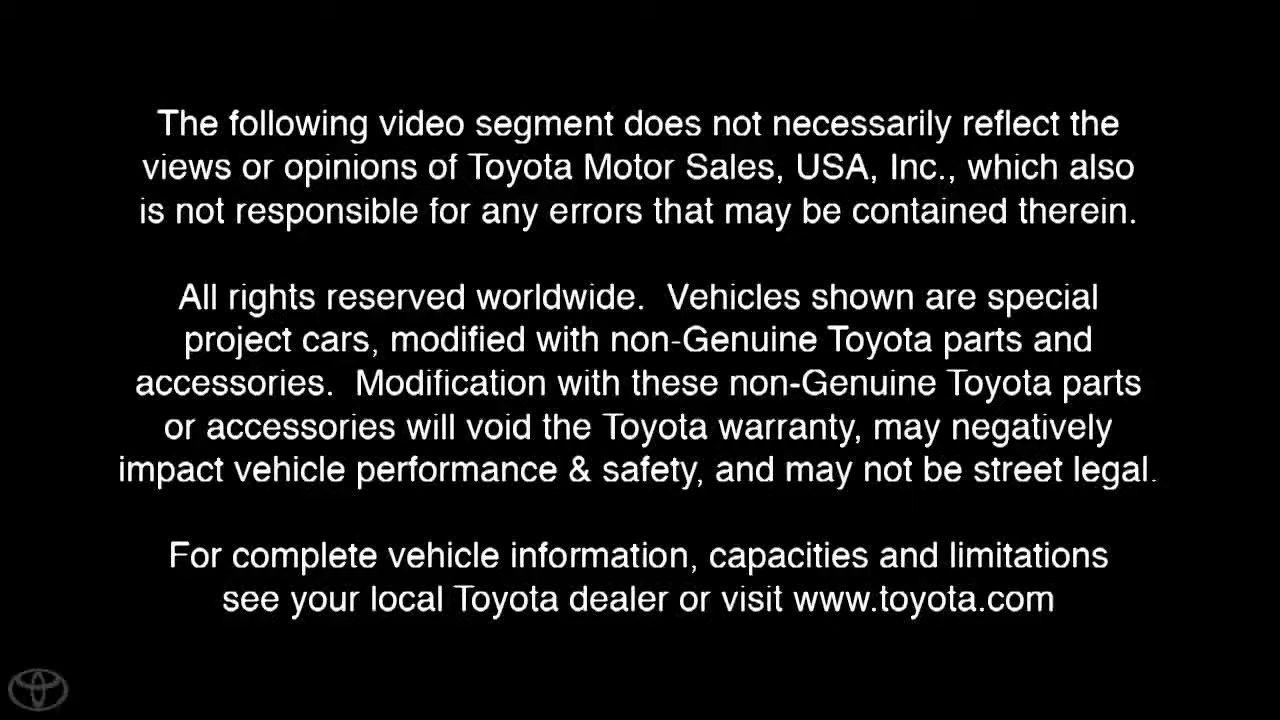 The following video segment does not necessarily reflect the
views or opinions of Toyota Motor Sales, USA, Inc., which also
is not responsible for any errors that may be contained therein.
All rights reserved worldwide.  Vehicles shown are special
project cars, modified with non-Genuine Toyota parts and
accessories.  Modification with these non-Genuine Toyota parts
or accessories will void the Toyota warranty, may negatively
impact vehicle performance & safety, and may not be street legal.
For complete vehicle information, capacities and limitations
see your local Toyota dealer or visit www.toyota.com